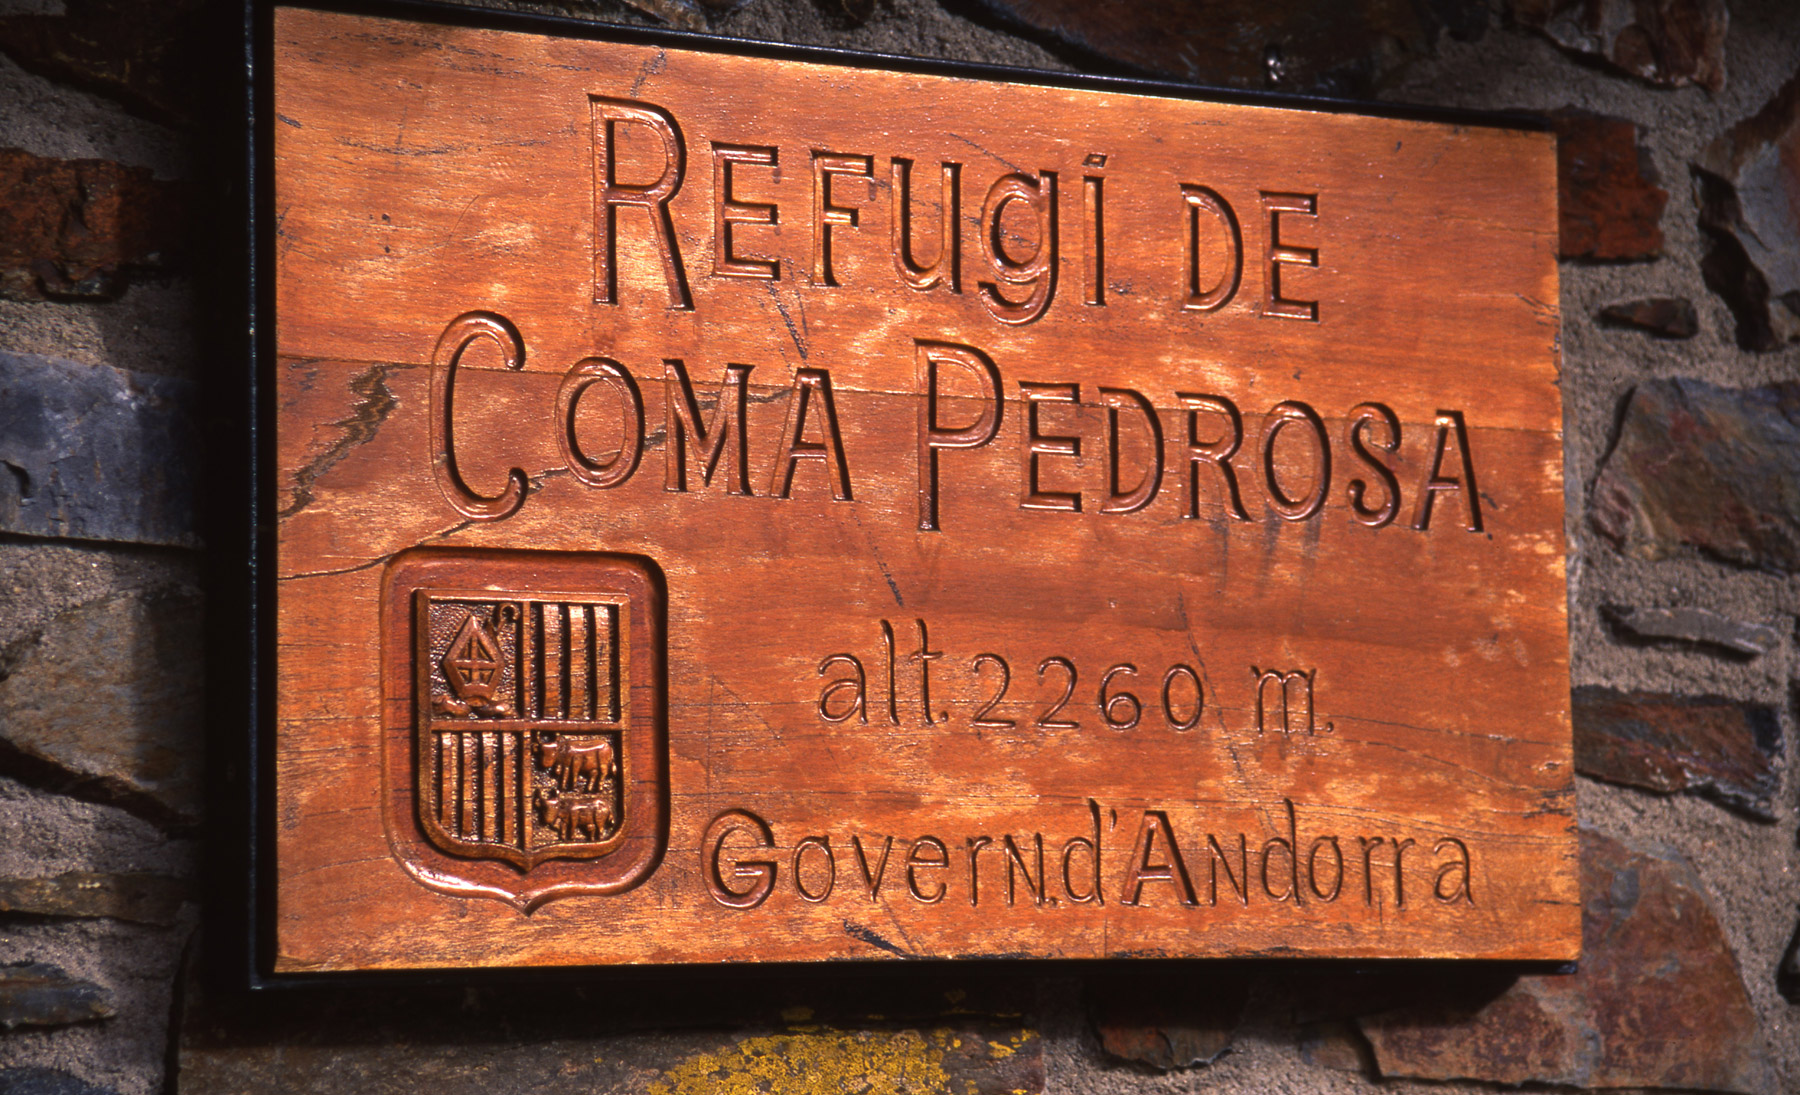 REFUgi DE
COMA PEDROSA
alt. 2260 m.
GoverN.d'ANdorra